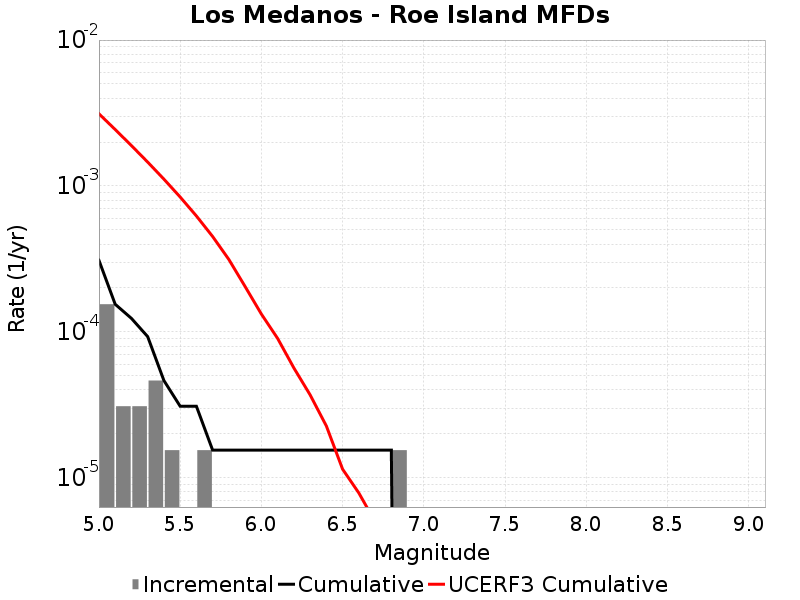 Los Medanos - Roe Island MFDs
10-2
10-3
10-4
10-5
Rate (1/yr)
5.0 5.5 6.0 6.5 7.0 7.5 8.0 8.5 9.0
Magnitude
Incremental Cumulative UCERF3 Cumulative